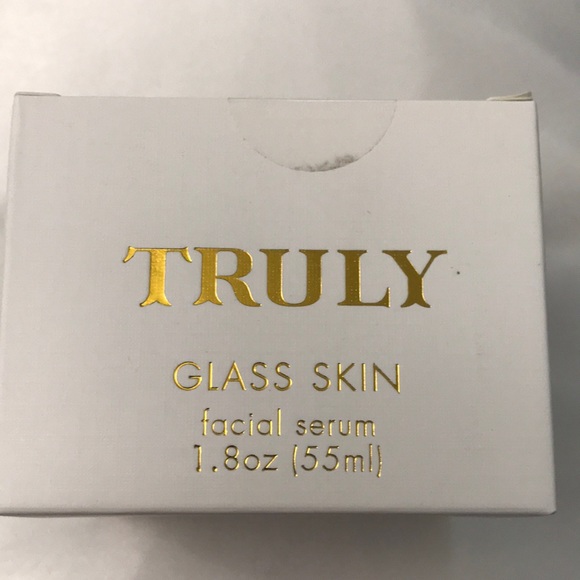 TRULY
GLASS SKIN
facial serum
1.8oz (55ml)